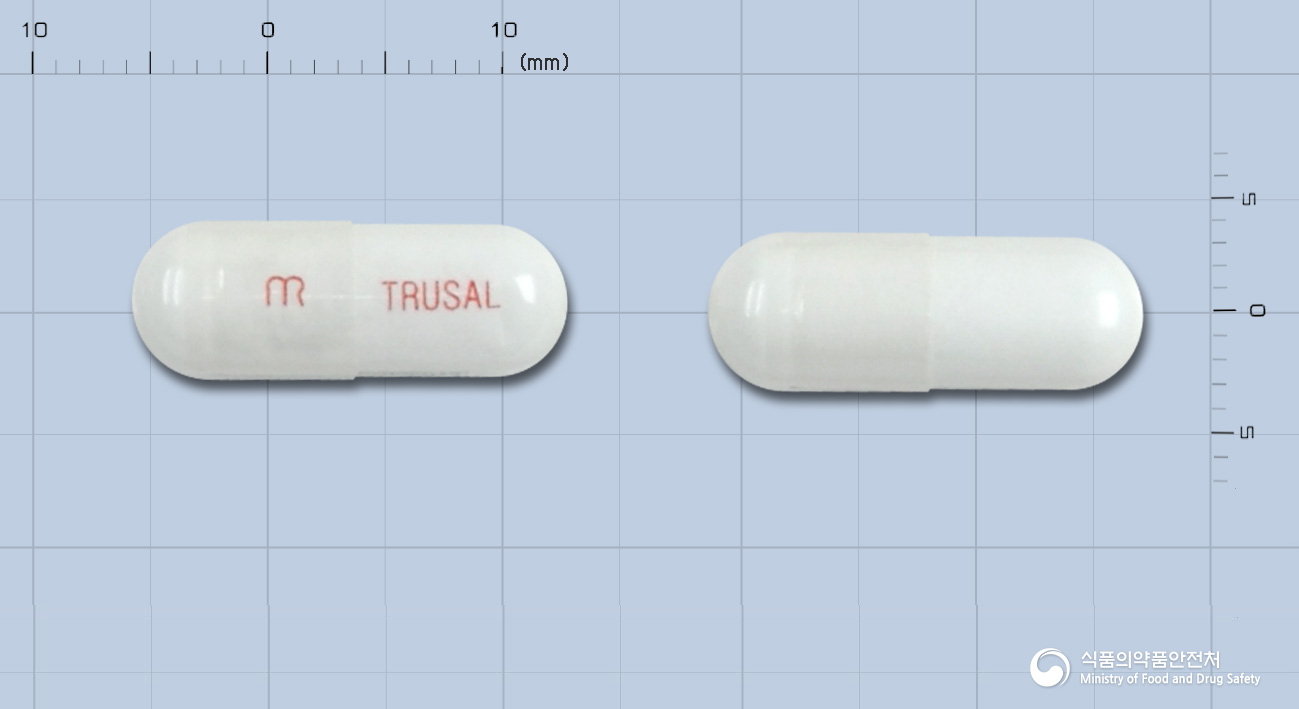 10 0 10
(mm)
5
0
5
m TRUSAL
식품의약품안전처
Ministry of Food and Drug Safety